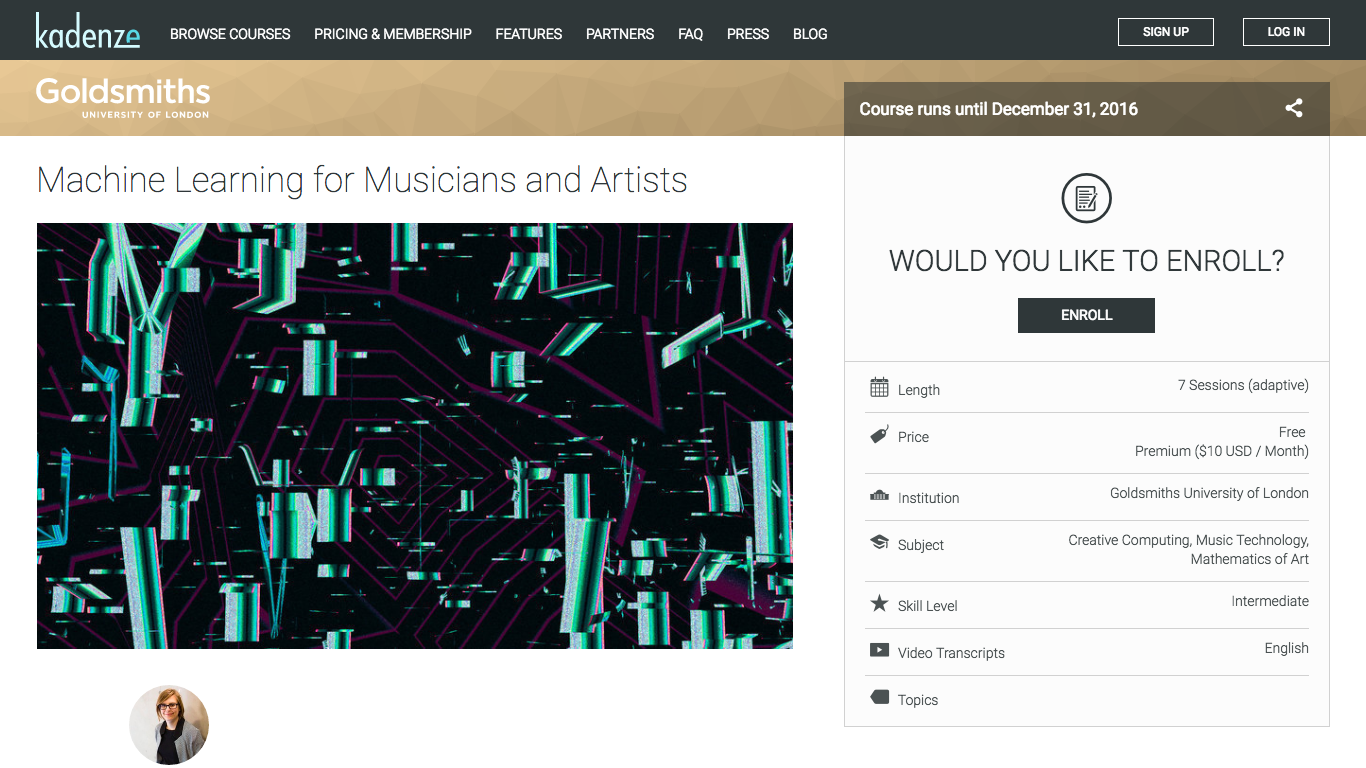 kadenze
BROWSE COURSES PRICING & MEMBERSHIP FEATURES PARTNERS FAQ PRESS BLOG
SIGN UP LOG IN
Goldsmiths
UNIVERSITY OF LONDON
Course runs until December 31, 2016
Machine Learning for Musicians and Artists
WOULD YOU LIKE TO ENROLL?
ENROLL
Length 7 Sessions (adaptive)
Price Free
Premium ($10 USD / Month)
Institution Goldsmiths University of London
Subject Creative Computing, Music Technology,
Mathematics of Art
Skill Level Intermediate
Video Transcripts English
Topics